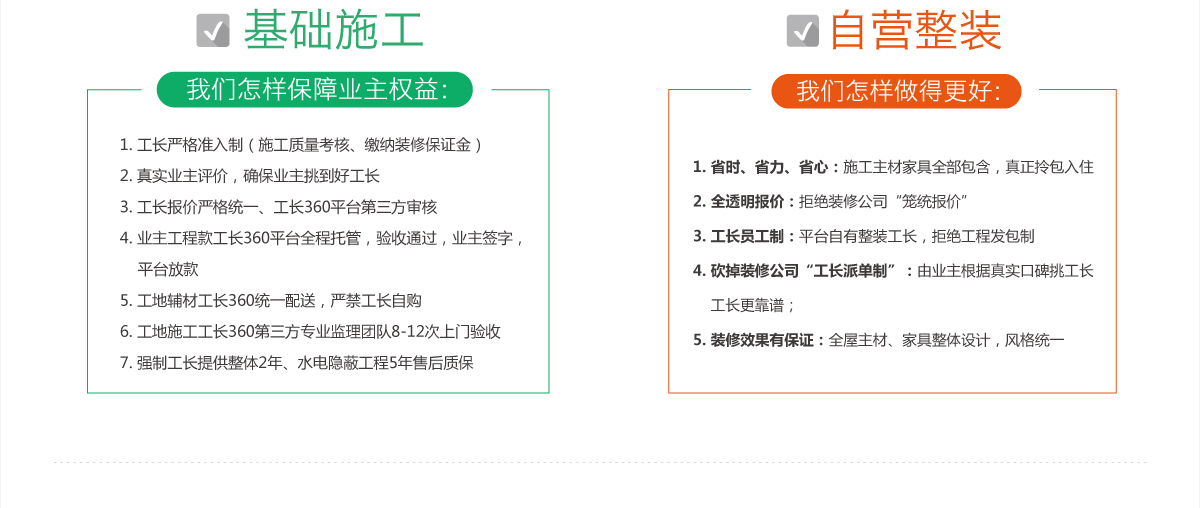 基础施工
我们怎样保障业主权益：
1. 工长严格准入制（施工质量考核、缴纳装修保证金）
2. 真实业主评价，确保业主挑到好工长
3. 工长报价严格统一、工长360平台第三方审核
4. 业主工程款工长360平台全程托管，验收通过，业主签字，
平台放款
5. 工地辅材工长360统一配送，严禁工长自购
6. 工地施工工长360第三方专业监理团队8-12次上门验收
7. 强制工长提供整体2年、水电隐蔽工程5年售后质保
自营整装
我们怎样做得更好：
1. 省时、省力、省心：施工主材家具全部包含，真正拎包入住
2. 全透明报价：拒绝装修公司“笼统报价”
3. 工长员工制：平台自有整装工长，拒绝工程发包制
4. 砍掉装修公司“工长派单制”：由业主根据真实口碑挑工长
工长更靠谱；
5. 装修效果有保证：全屋主材、家具整体设计，风格统一